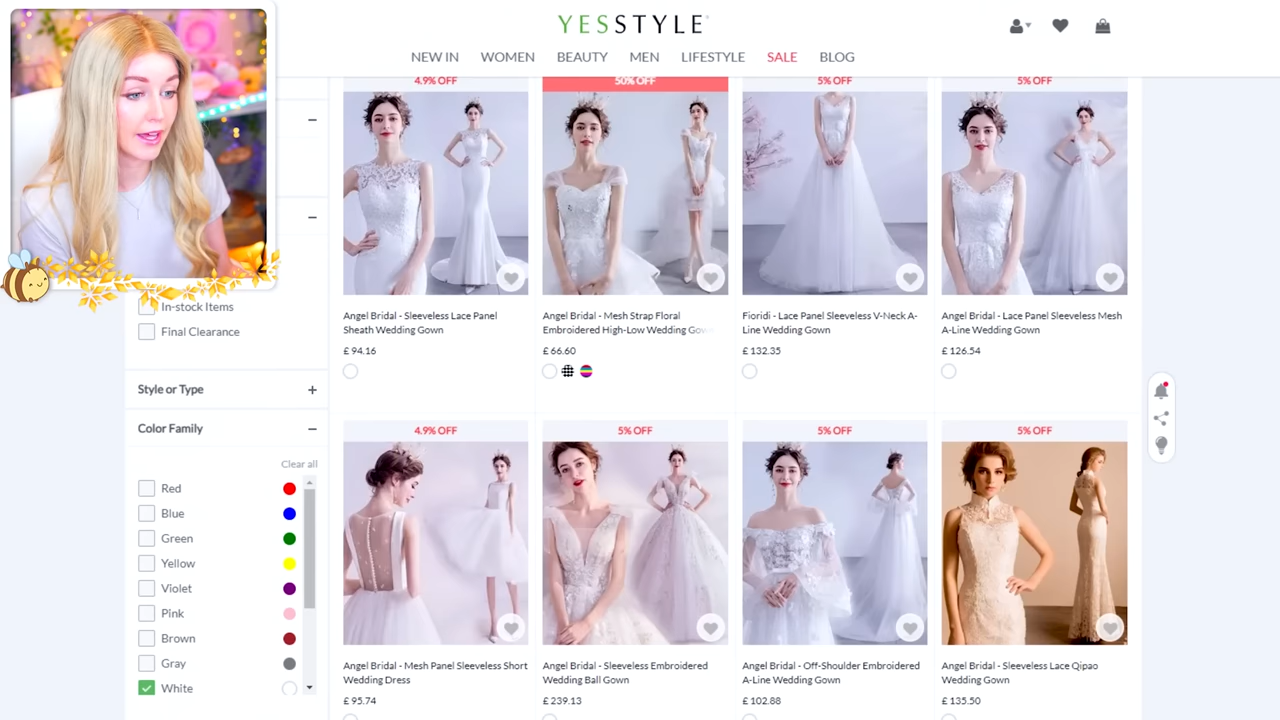 YESSTYLE
NEW IN WOMEN BEAUTY MEN LIFESTYLE SALE BLOG
4.9% OFF
50% OFF
5% OFF
5% OFF
Angel Bridal - Sleeveless Lace Panel
Sheath Wedding Gown
£ 94.16
Angel Bridal - Mesh Strap Floral
Embroidered High-Low Wedding Gown
£ 66.60
Fioridi - Lace Panel Sleeveless V-Neck A-
Line Wedding Gown
£ 132.35
Angel Bridal - Lace Panel Sleeveless Mesh
A-Line Wedding Gown
£ 126.54
In-stock Items
Final Clearance
Style or Type
Color Family
Clear all
Red
Blue
Green
Yellow
Violet
Pink
Brown
Gray
White
4.9% OFF
5% OFF
5% OFF
5% OFF
Angel Bridal - Mesh Panel Sleeveless Short
Wedding Dress
£ 95.74
Angel Bridal - Sleeveless Embroidered
Wedding Ball Gown
£ 239.13
Angel Bridal - Off-Shoulder Embroidered
A-Line Wedding Gown
£ 102.88
Angel Bridal - Sleeveless Lace Qipao
Wedding Gown
£ 135.50